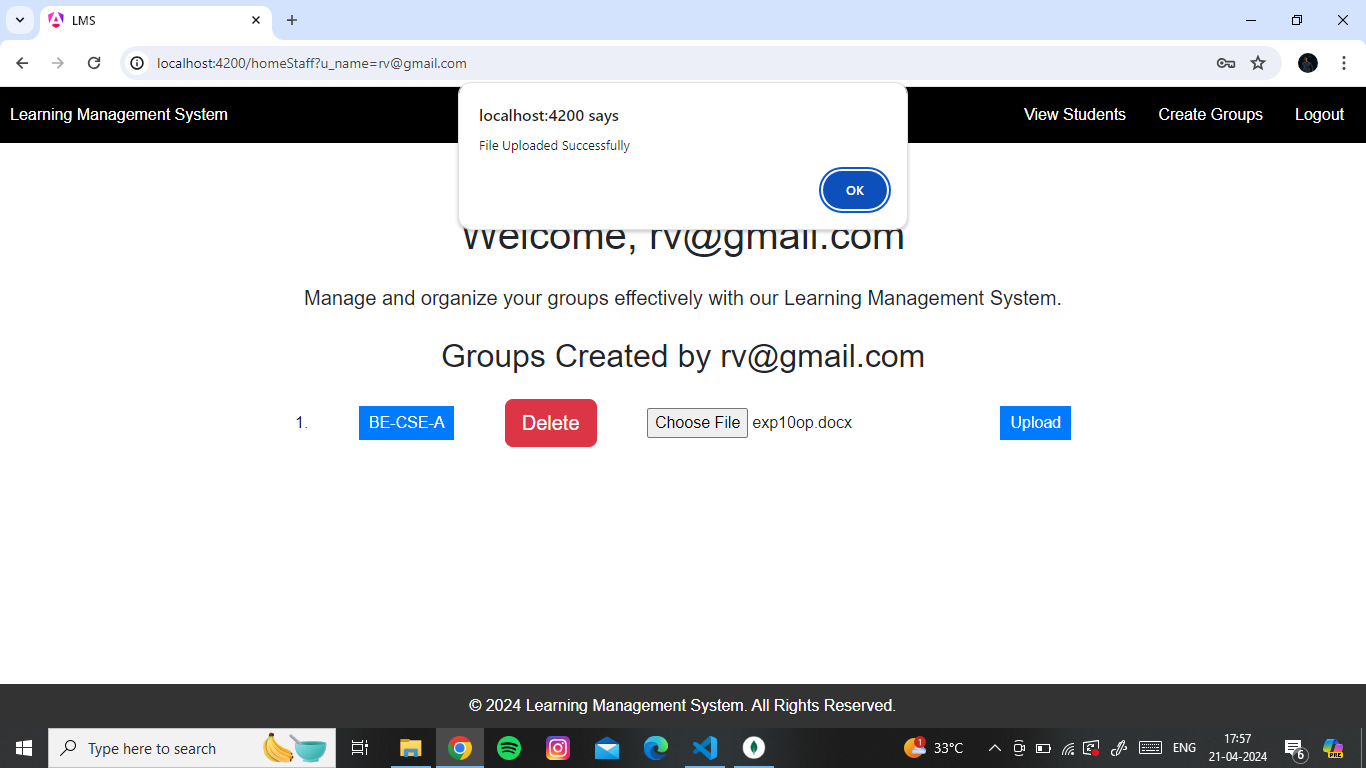 LMS
localhost:4200/homeStaff?u_name=rv@gmail.com
Learning Management System
View Students
Create Groups
Logout
localhost:4200 says
File Uploaded Successfully
OK
Welcome, rv@gmail.com
Manage and organize your groups effectively with our Learning Management System.
Groups Created by rv@gmail.com
1. BE-CSE-A Delete Choose File exp10op.docx Upload
© 2024 Learning Management System. All Rights Reserved.
Type here to search
1
33°C
ENG
17:57
21-04-2024
6
PRE